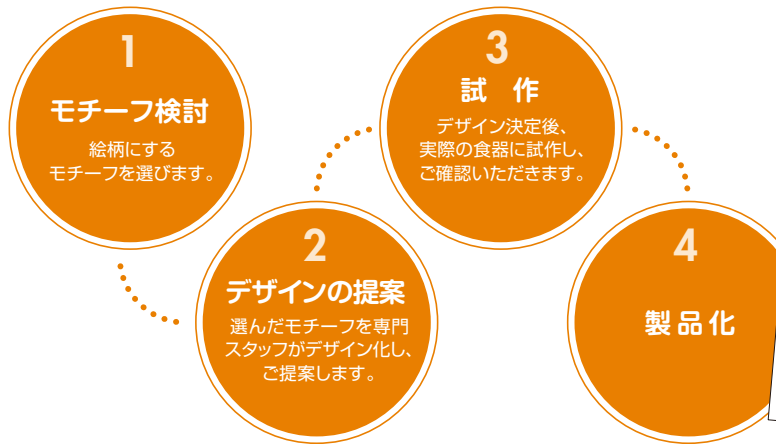 1
モチーフ検討
絵柄にする
モチーフを選びます。
2
デザインの提案
選んだモチーフを専門
スタッフがデザイン化し、
ご提案します。
3
試 作
デザイン決定後、
実際の食器に試作し、
ご確認いただきます。
4
製品化